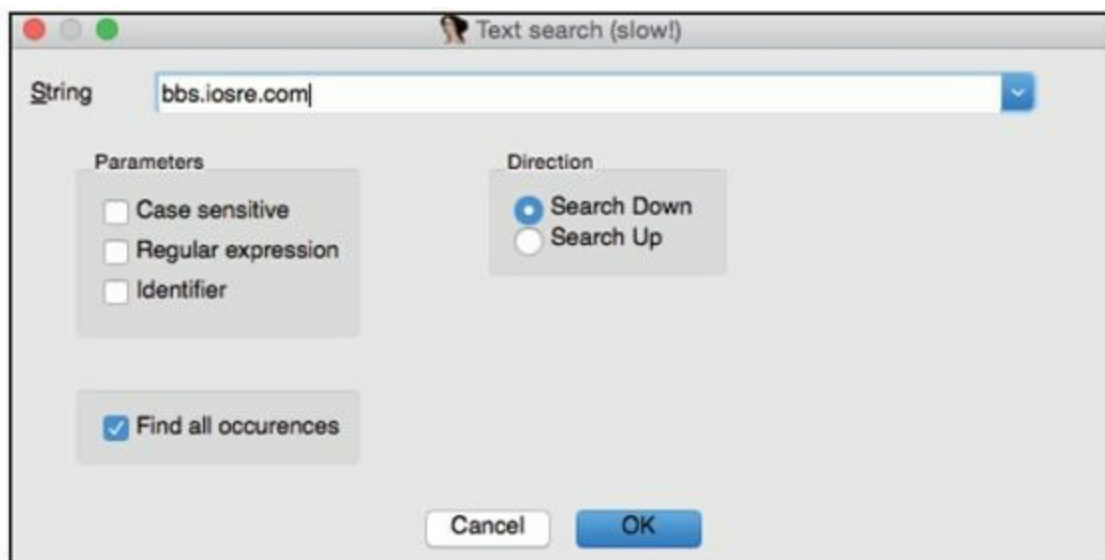 Text search (slow!)
String bbs.iosre.com
Parameters
Case sensitive
Regular expression
Identifier
Direction
Search Down
Search Up
Find all occurences
Cancel OK